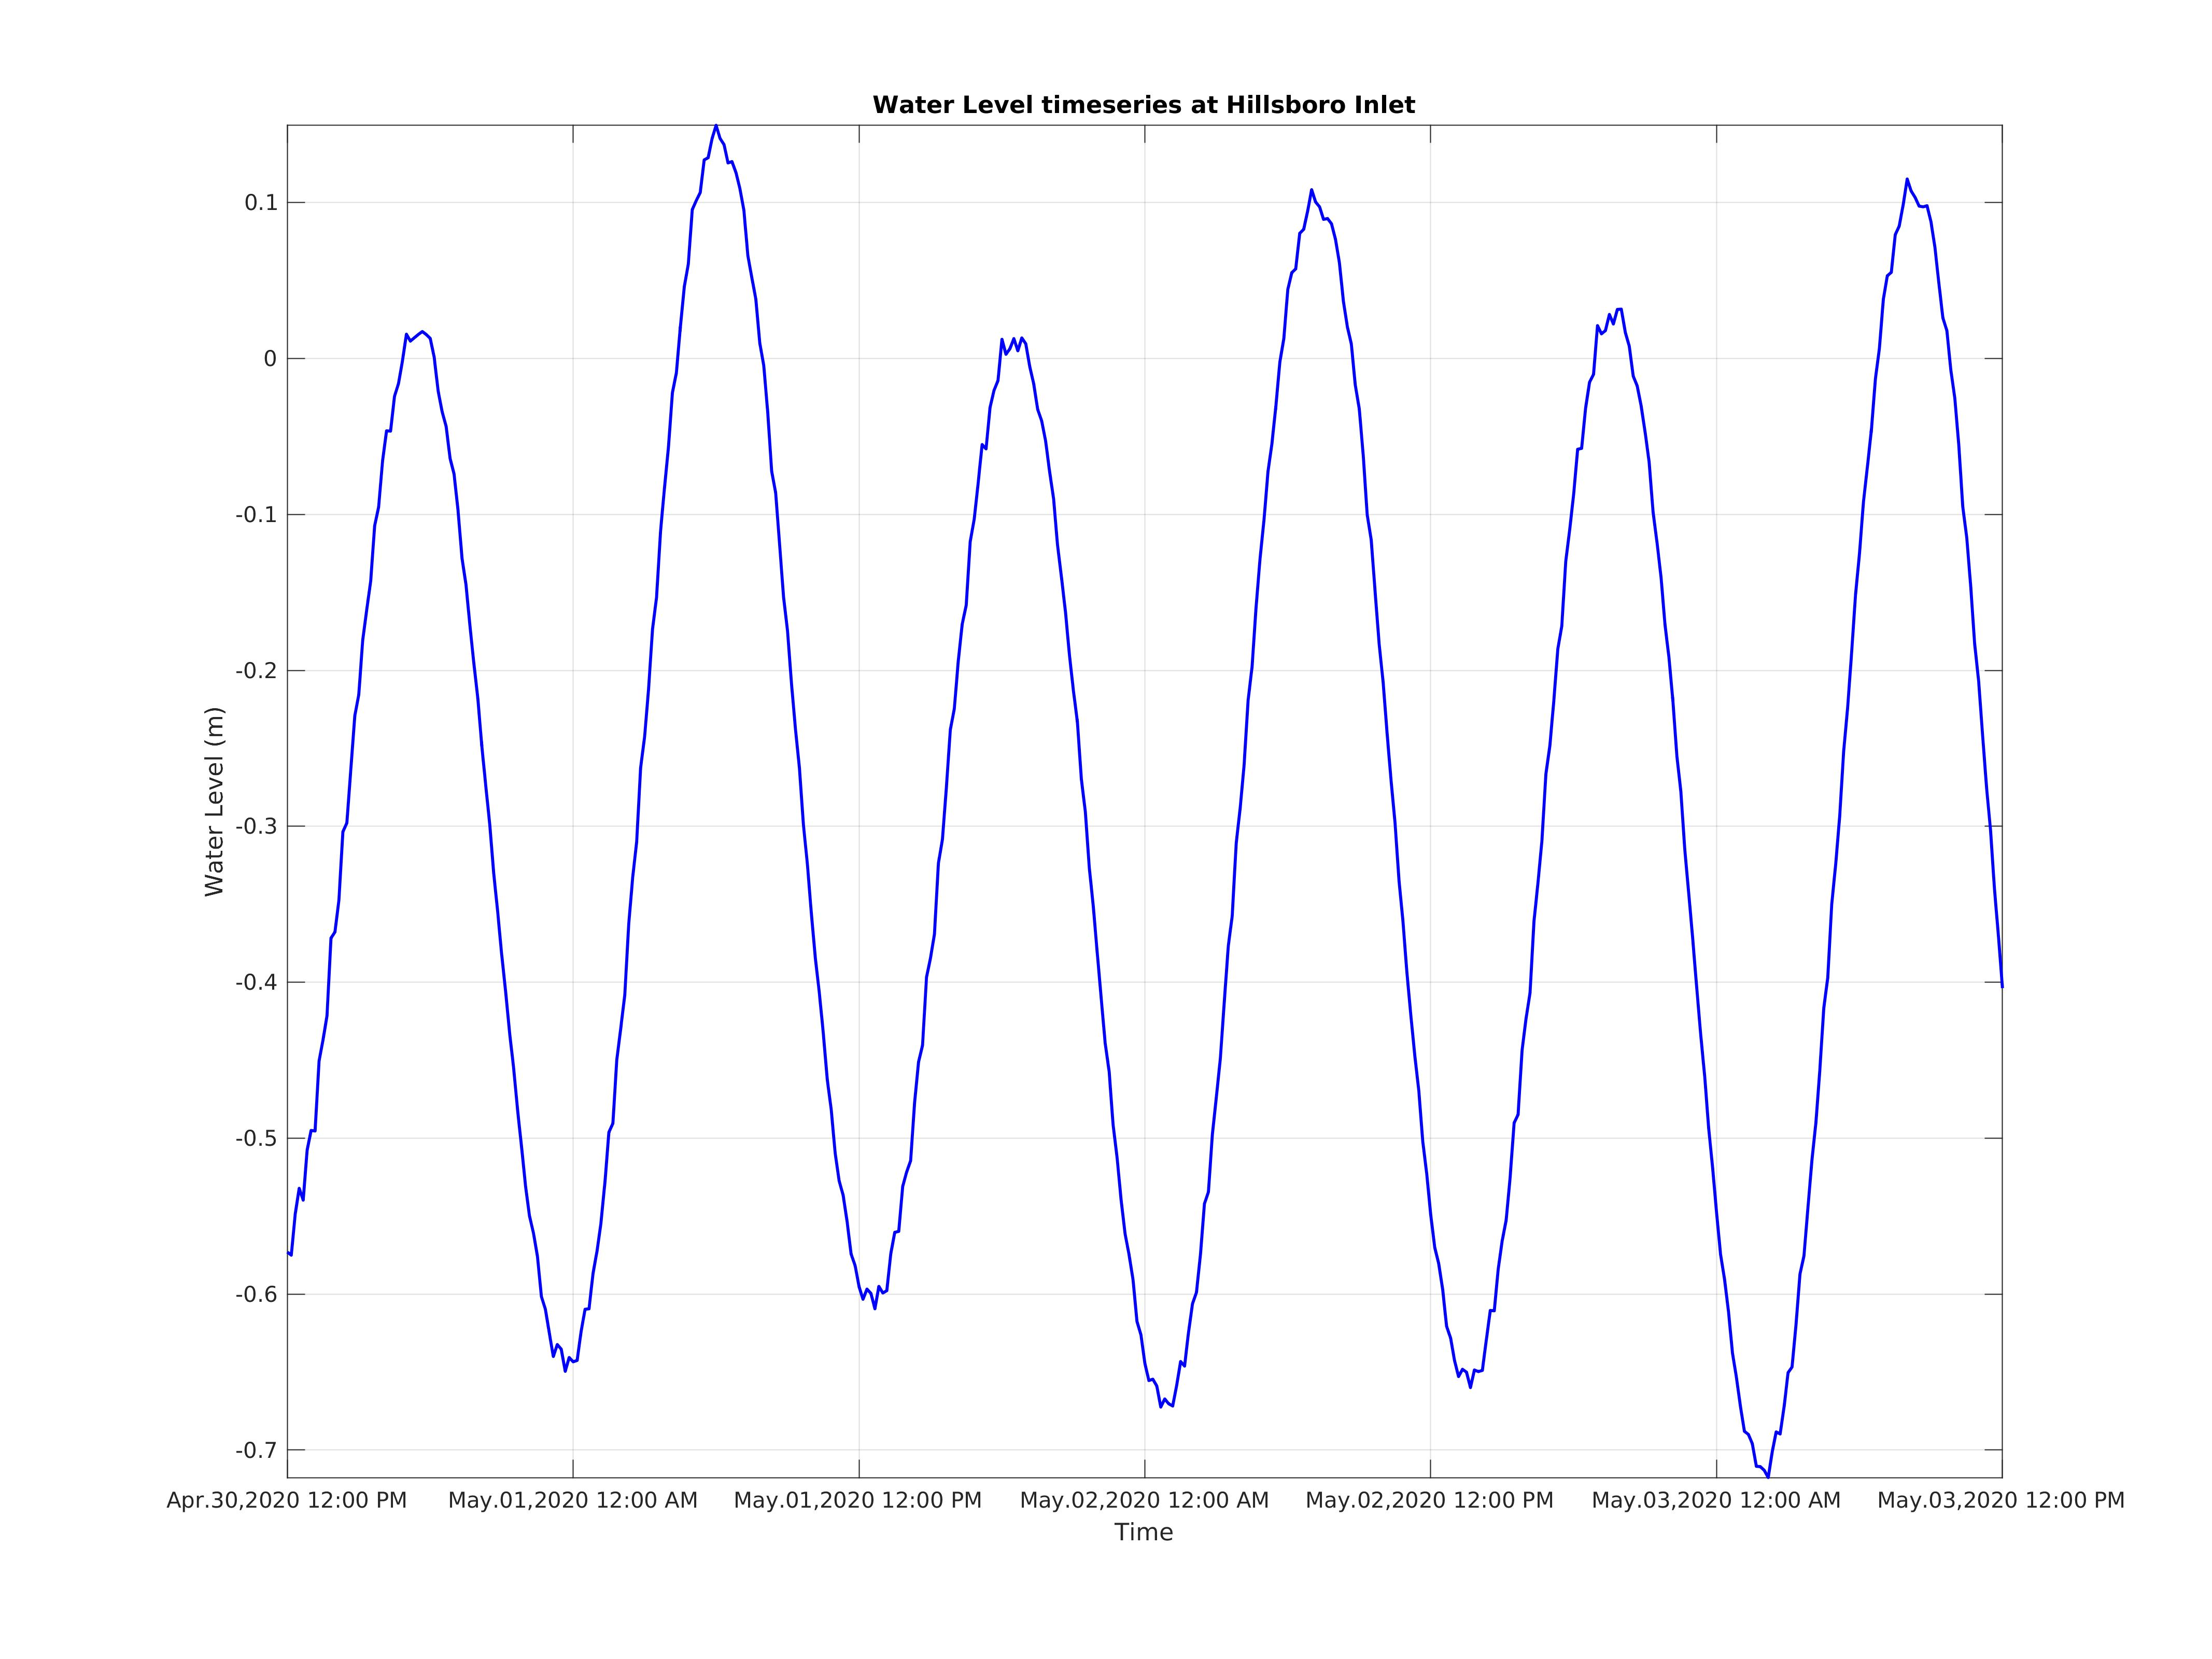 Water Level timeseries at Hillsboro Inlet
0.1
0
-0.1
-0.2
-0.3
-0.4
-0.5
-0.6
-0.7
Water Level (m)
Apr.30,2020 12:00 PM May.01,2020 12:00 AM May.01,2020 12:00 PM May.02,2020 12:00 AM May.02,2020 12:00 PM May.03,2020 12:00 AM May.03,2020 12:00 PM
Time